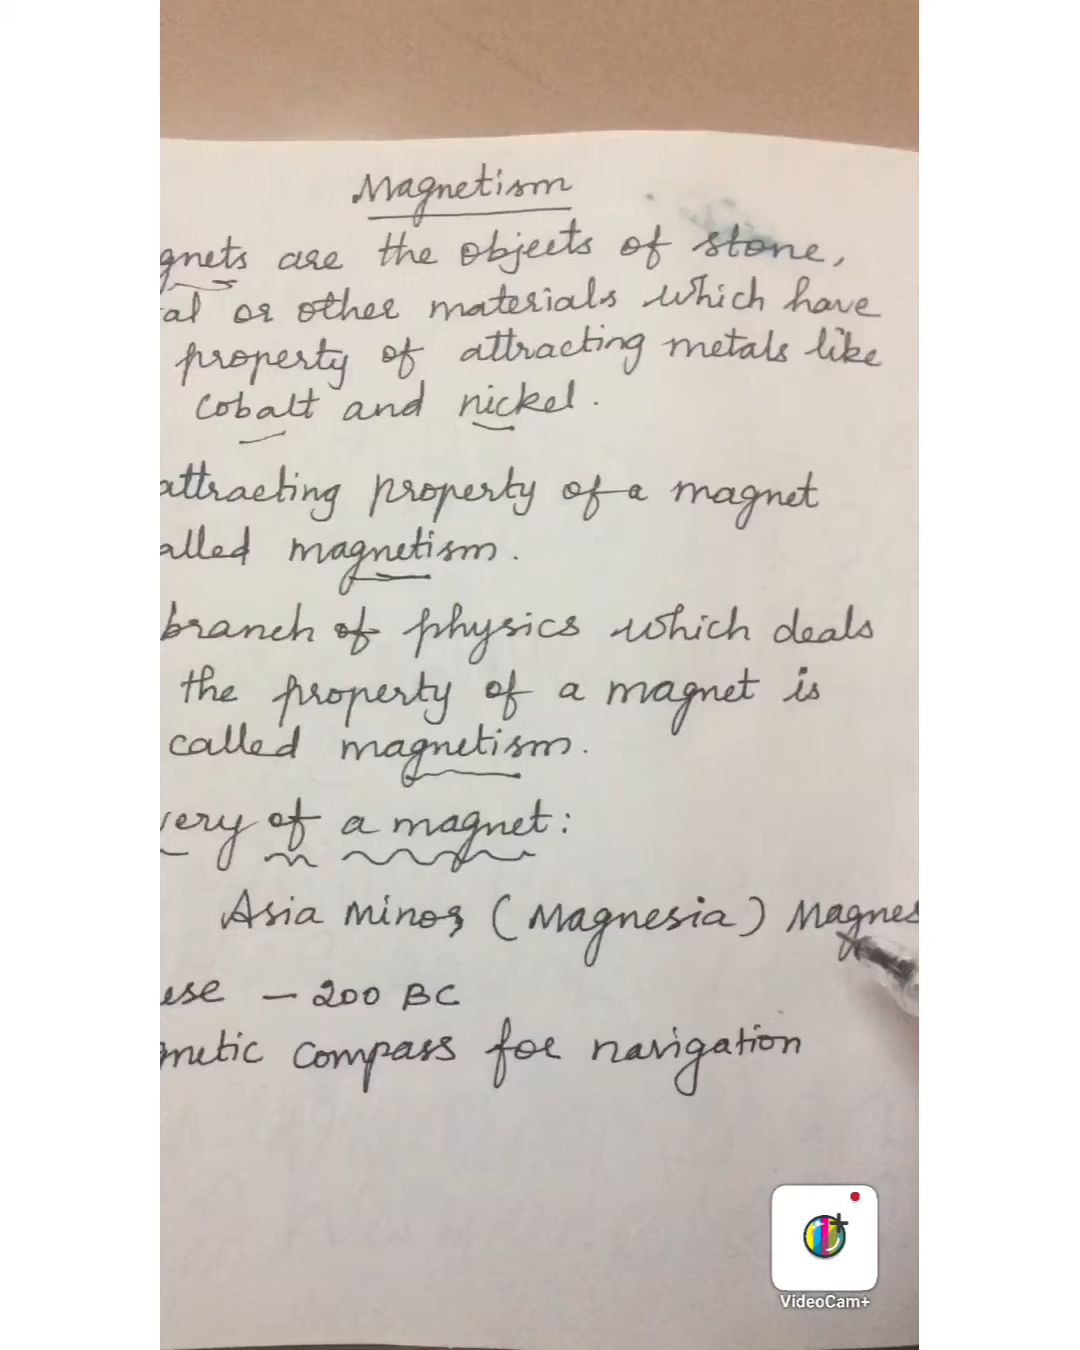 Magnetism
gnets are the objects of stone,
al or other materials which have
property of attracting metals like
cobalt and nickel.
attracting property of a magnet
alled magnetism.
branch of physics which deals
the property of a magnet is
called magnetism.
very of a magnet:
Asia Minor, (Magnesia) Magnes
ese - 200 BC
gnetic compass for navigation
VideoCam+